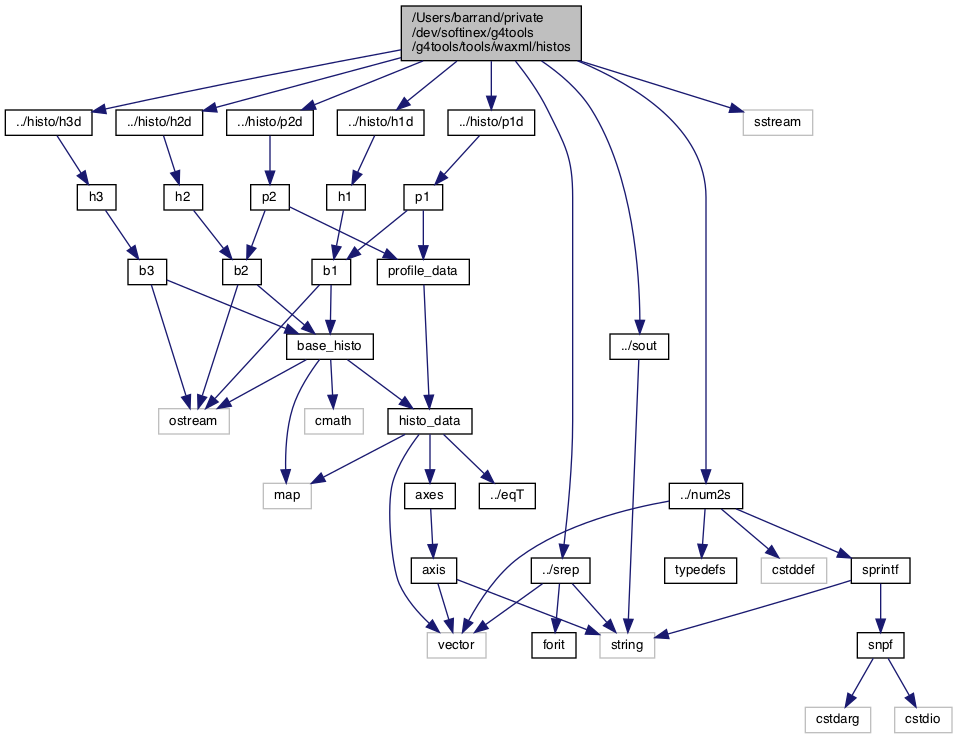 /Users/barrand/private
/dev/softinex/g4tools
/g4tools/tools/waxml/histos
../histo/h3d
../histo/h2d
../histo/p2d
../histo/h1d
../histo/p1d
sstream
h3
h2
p2
h1
p1
b3
b2
b1
profile_data
base_histo
../sout
ostream
cmath
histo_data
map
axes
../eqT
../num2s
axis
../srep
typedefs
cstddef
sprintf
vector
forit
string
snpf
cstdarg
cstdio